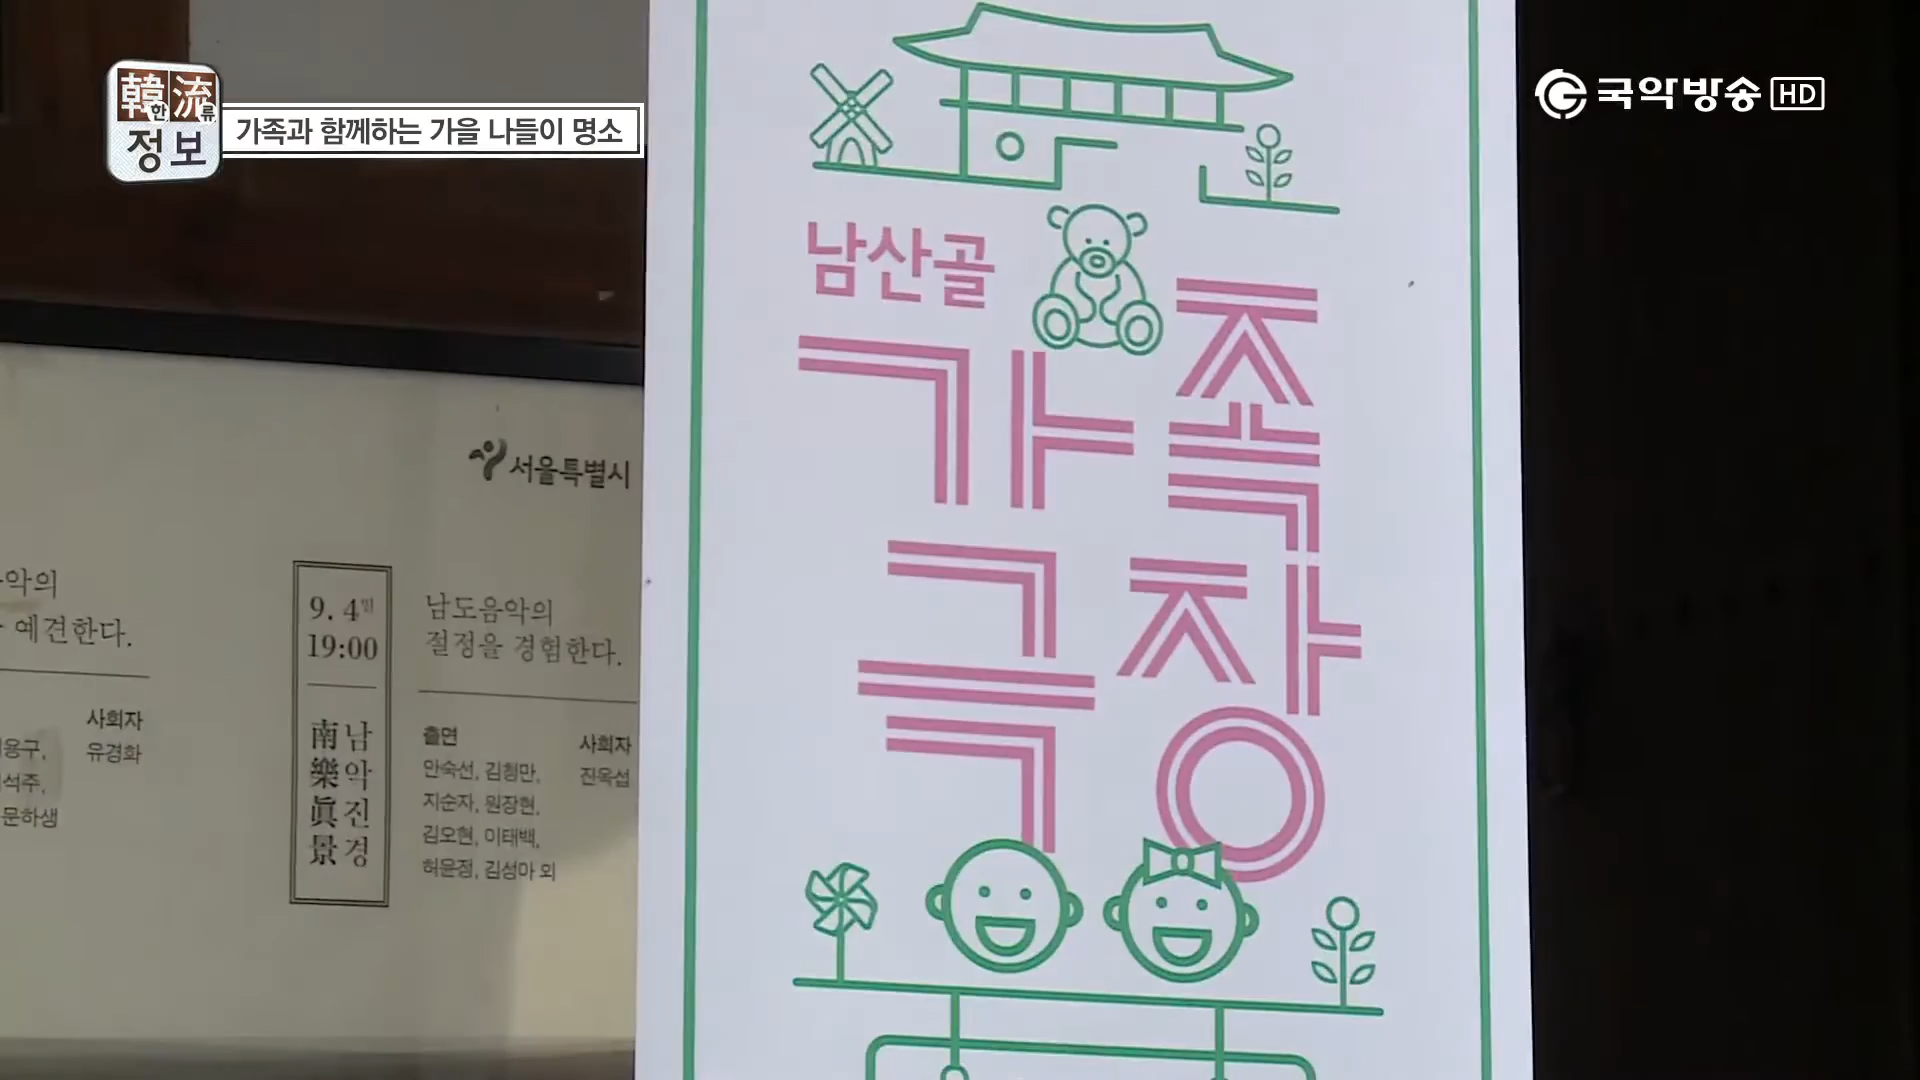 韓流
한류
정보
가족과 함께하는 가을 나들이 명소
국악방송 HD
남산골
가족
극장
서울특별시
악의
예견한다.
사회자
유경화
용구,
석주,
문하생
9. 4
19:00
南樂眞景
남악진경
남도음악의
절정을 경험한다.
출연
안숙선, 김청만,
지순자, 원장현,
김오현, 이태백,
허윤정, 김성아 외
사회자
진옥섭